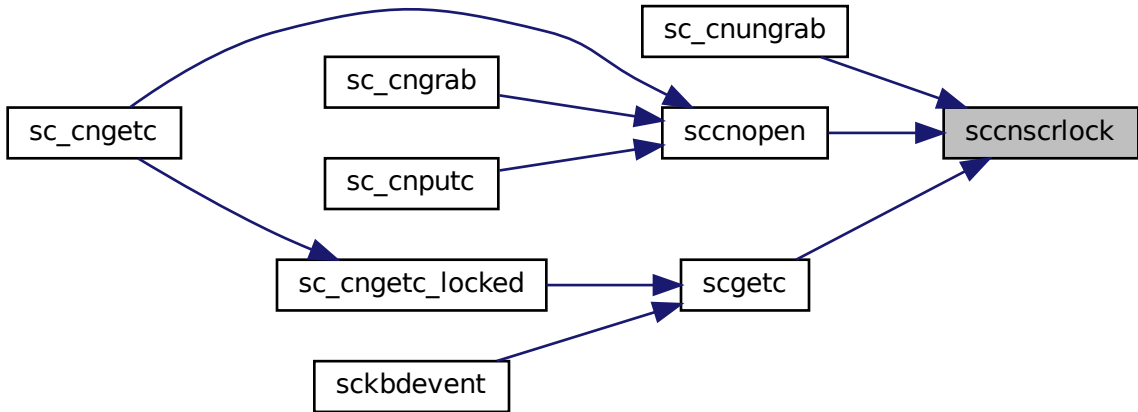 sc_cnungrab
sc_cngrab
sc_cngetc
sccnopen
sccnscrlock
sc_cnputc
sc_cngetc_locked
scgetc
sckbdevent